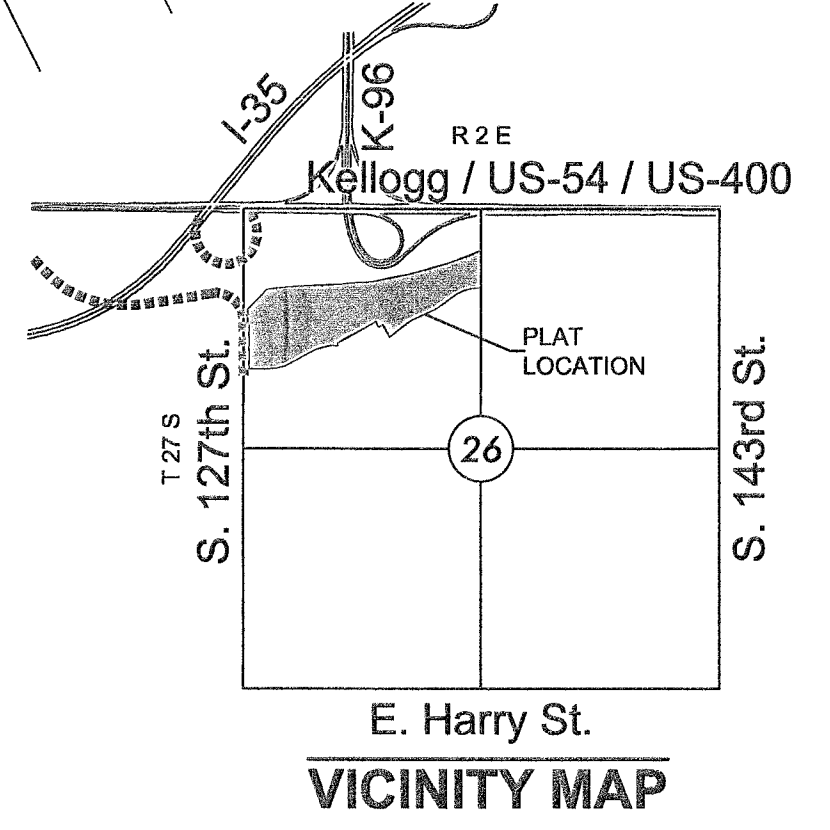 I-35
K-96
R 2 E
Kellogg / US-54 / US-400
PLAT
LOCATION
T 27 S
S. 127th St.
26
S. 143rd St.
E. Harry St.
VICINITY MAP